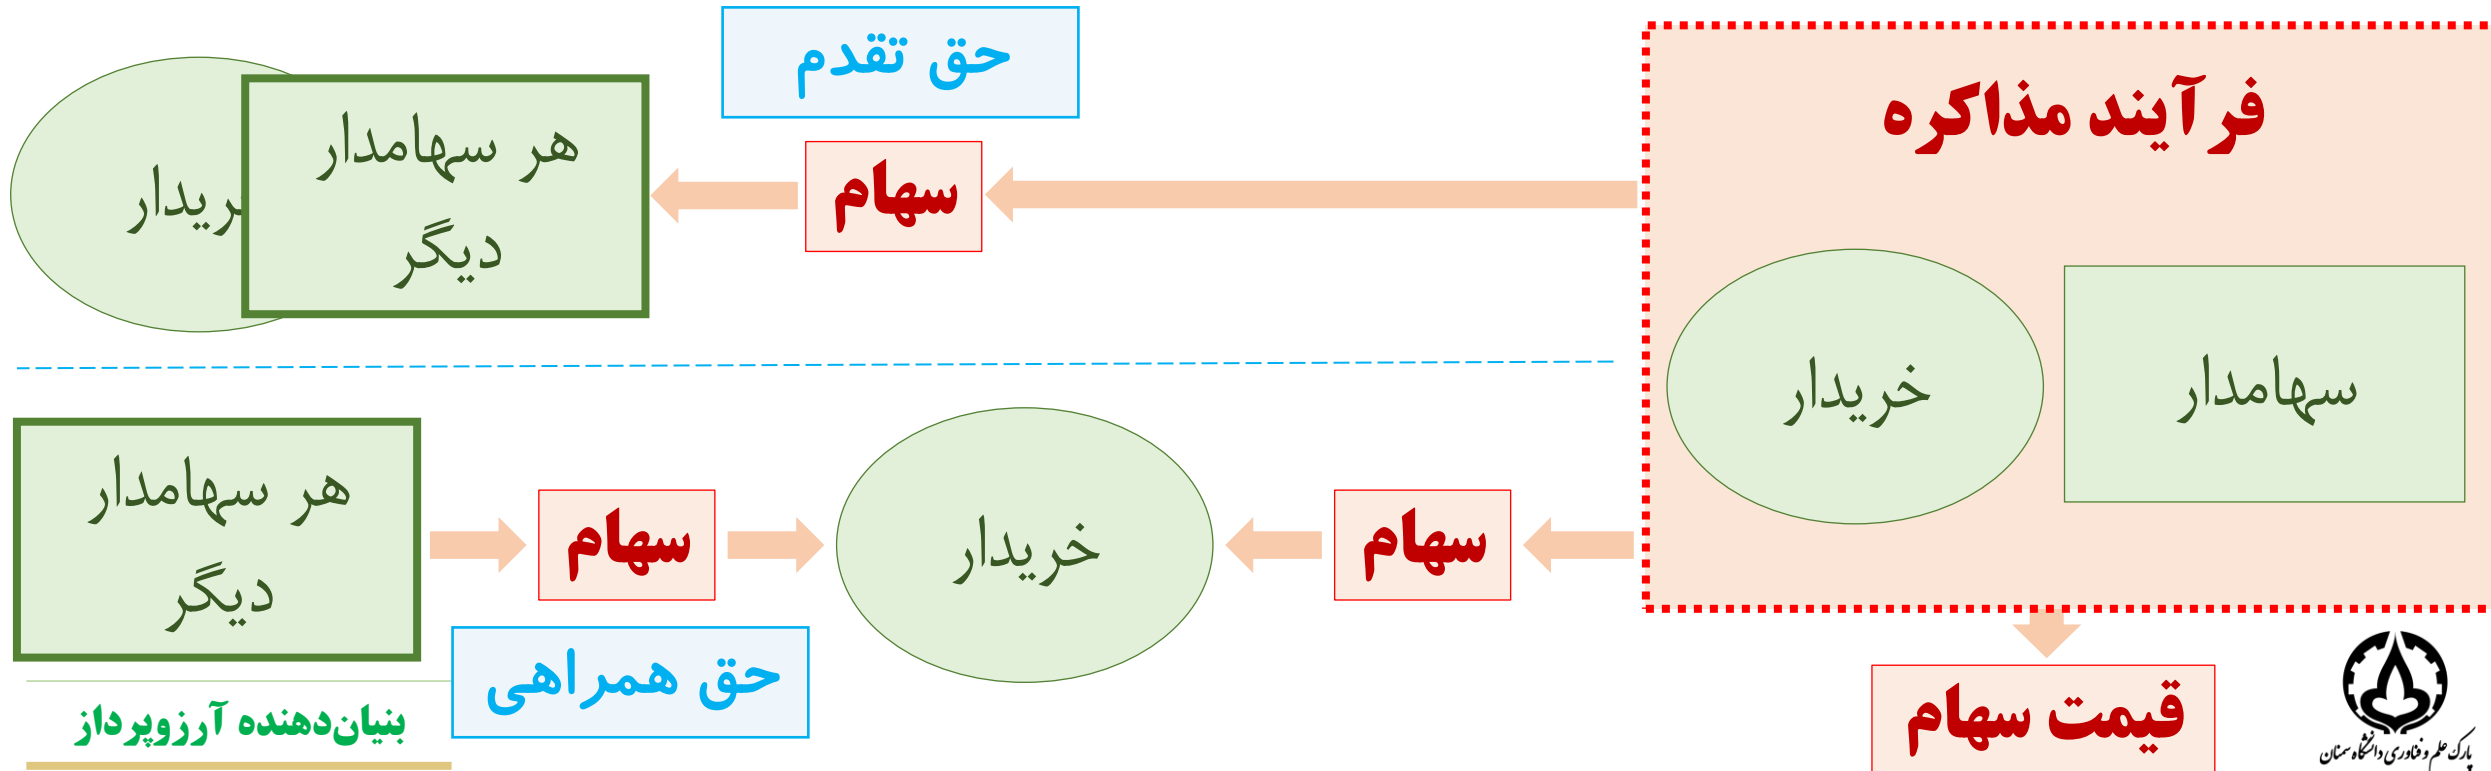 فرآیند مذاکره
سهامدار
خریدار
قیمت سهام
حق تقدم
سهام
هر سهامدار
دیگر
ریدار
سهام
خریدار
سهام
حق همراهی
هر سهامدار
دیگر
بنیان‌دهنده آرزوپرداز
پارک علم و فناوری دانشگاه سمنان